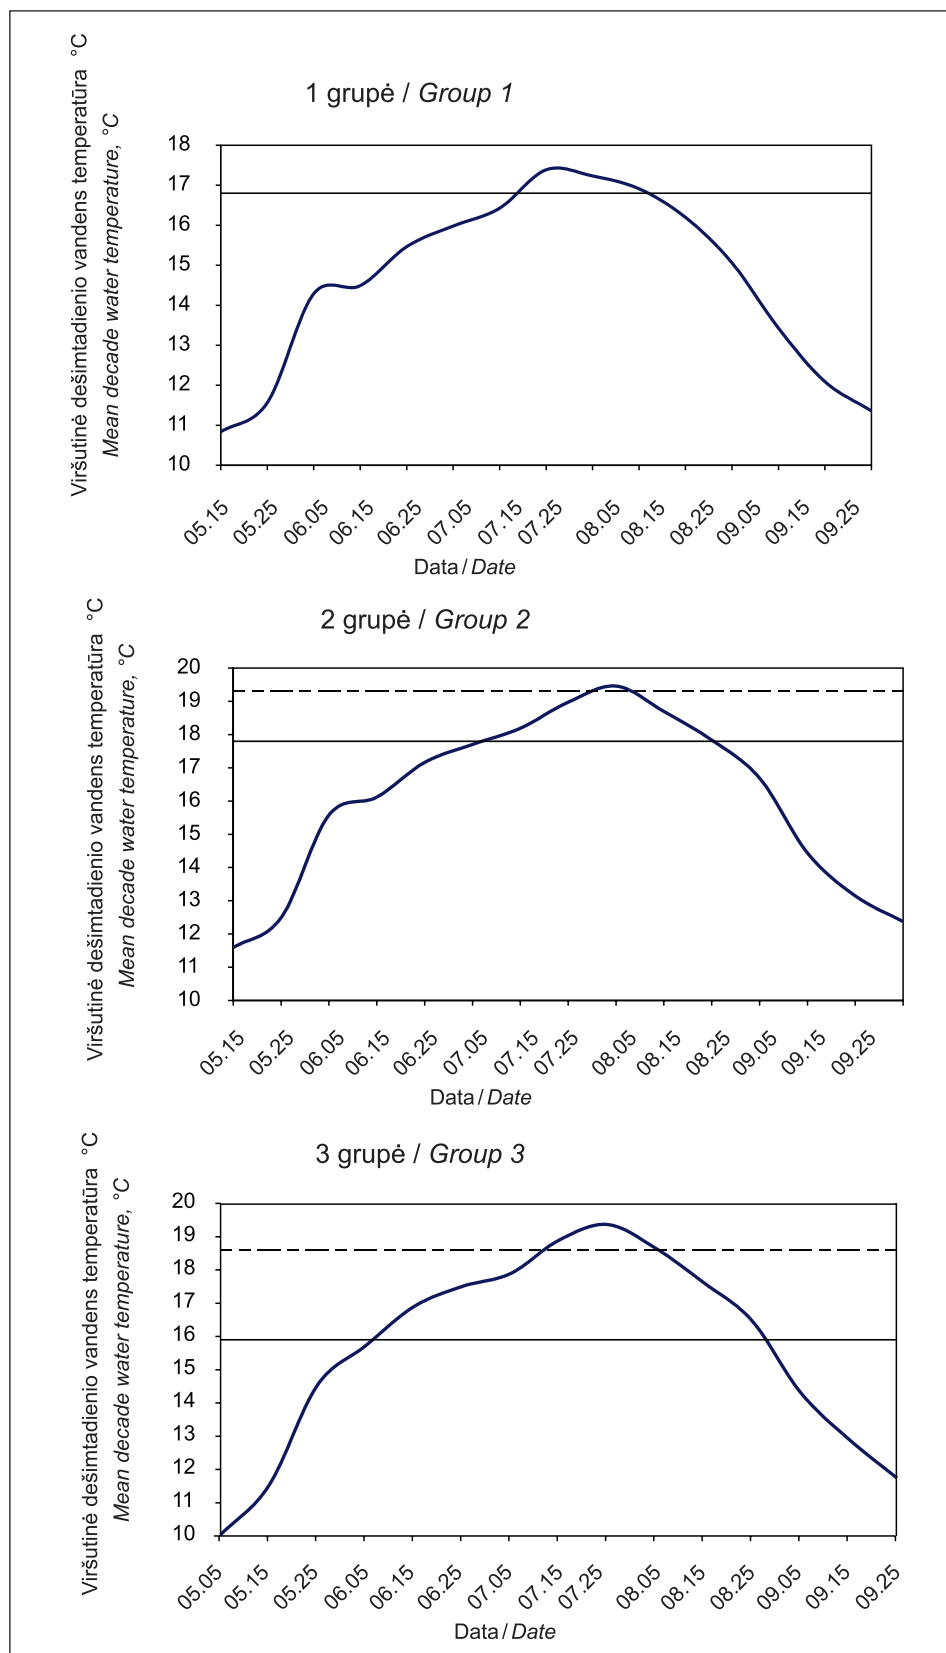 Viršutinė dešimtadienio vandens temperatūra °C
Mean decade water temperature, °C
1 grupė / Group 1
18
17
16
15
14
13
12
11
10
05.15 05.25 06.05 06.15 06.25 07.05 07.15 07.25 08.05 08.15 08.25 09.05 09.15 09.25
Data / Date
Viršutinė dešimtadienio vandens temperatūra °C
Mean decade water temperature, °C
2 grupė / Group 2
20
19
18
17
16
15
14
13
12
11
10
05.15 05.25 06.05 06.15 06.25 07.05 07.15 07.25 08.05 08.15 08.25 09.05 09.15 09.25
Data / Date
Viršutinė dešimtadienio vandens temperatūra °C
Mean decade water temperature, °C
3 grupė / Group 3
20
19
18
17
16
15
14
13
12
11
10
05.05 05.15 05.25 06.05 06.15 06.25 07.05 07.15 07.25 08.05 08.15 08.25 09.05 09.15 09.25
Data / Date